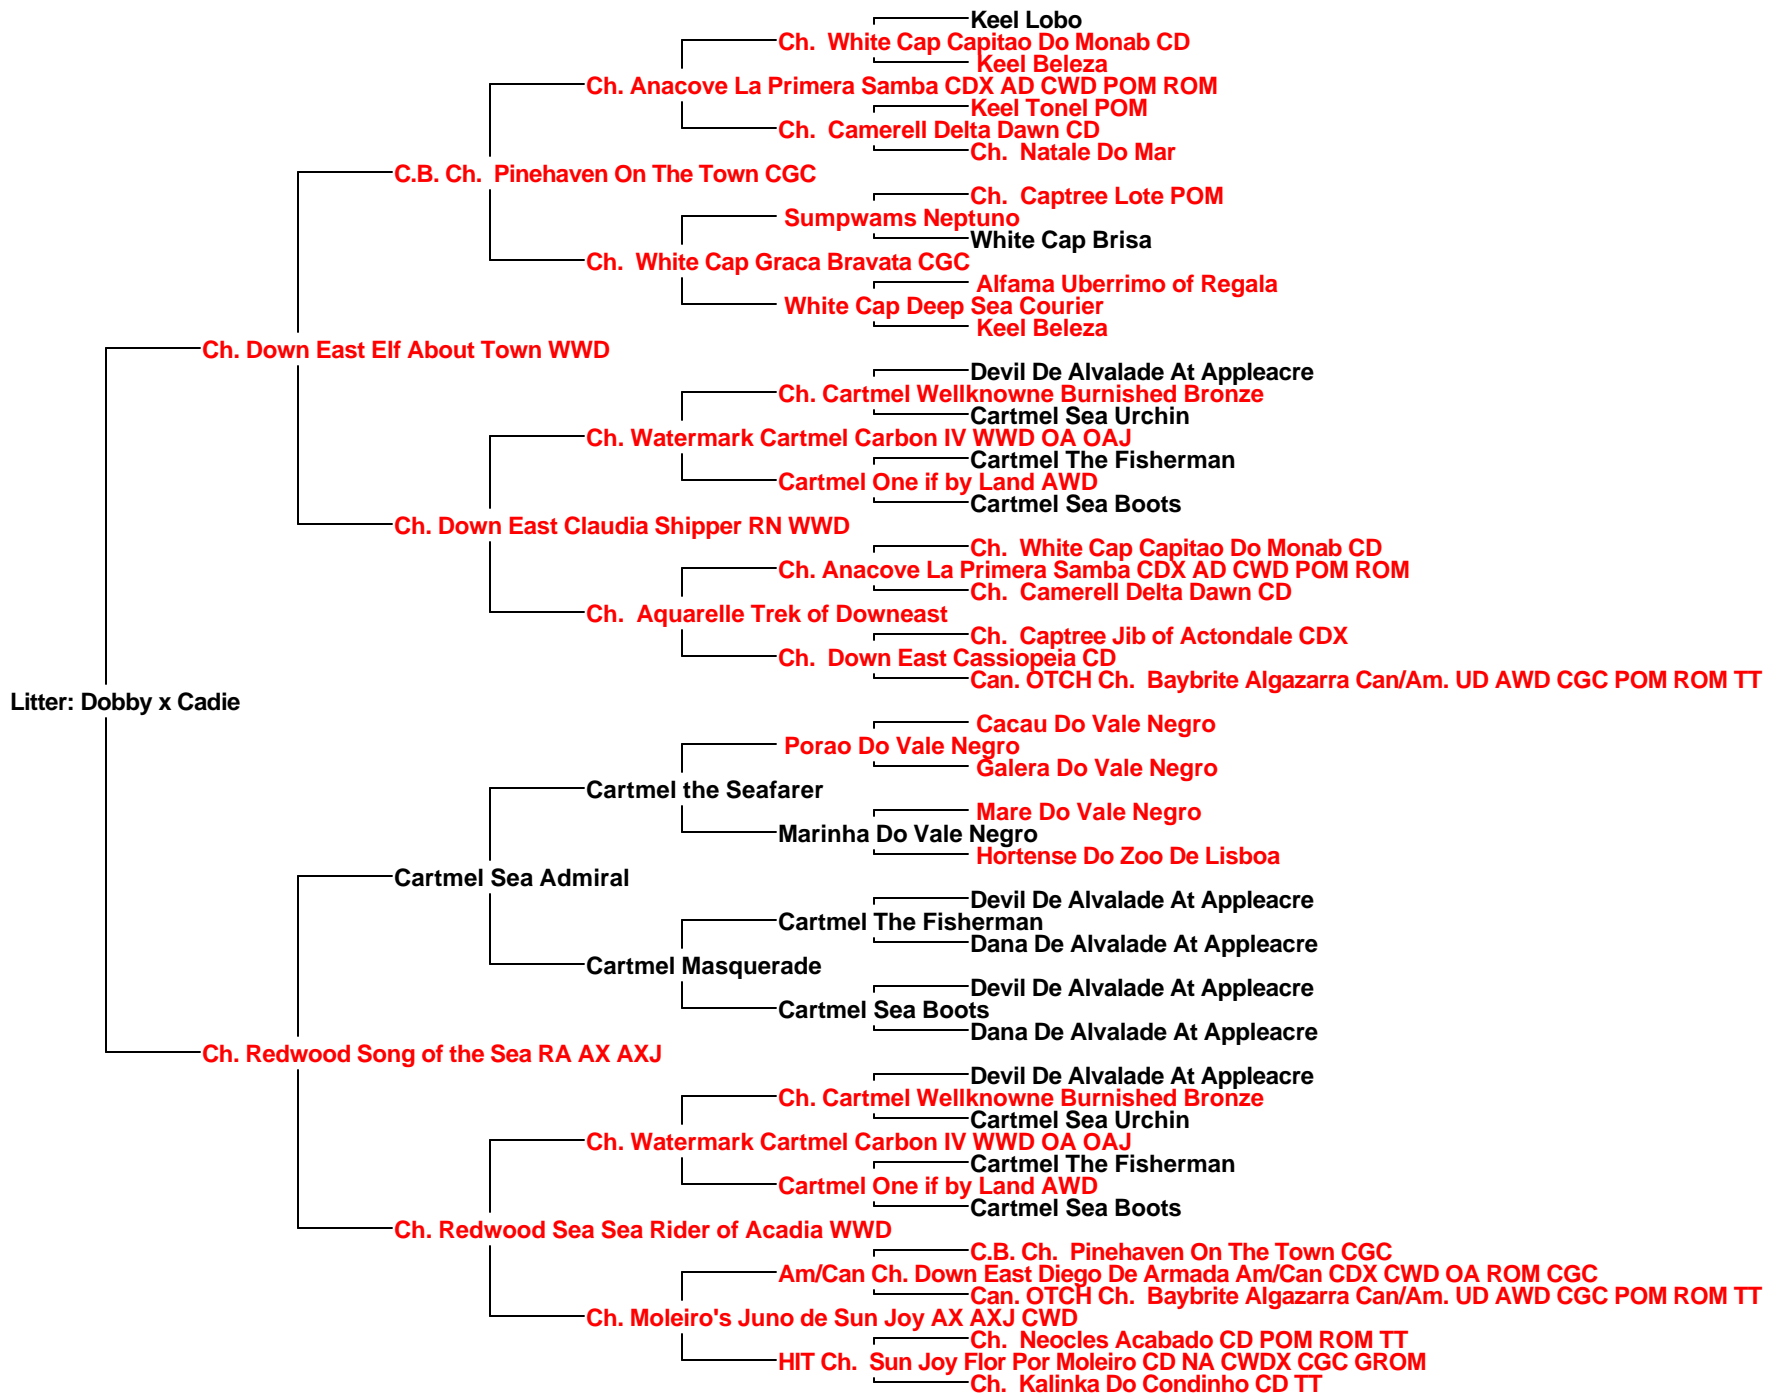 Keel Lobo
Ch.  White Cap Capitao Do Monab CD
Keel Beleza
Ch. Anacove La Primera Samba CDX AD CWD POM ROM
Keel Tonel POM
Ch.  Camerell Delta Dawn CD
Ch.  Natale Do Mar
C.B. Ch.  Pinehaven On The Town CGC
Ch.  Captree Lote POM
Sumpwams Neptuno
White Cap Brisa
Ch.  White Cap Graca Bravata CGC
Alfama Uberrimo of Regala
White Cap Deep Sea Courier
Keel Beleza
Ch. Down East Elf About Town WWD
Devil De Alvalade At Appleacre
Ch. Cartmel Wellknowne Burnished Bronze
Cartmel Sea Urchin
Ch. Watermark Cartmel Carbon IV WWD OA OAJ
Cartmel The Fisherman
Cartmel One if by Land AWD
Cartmel Sea Boots
Ch. Down East Claudia Shipper RN WWD
Ch.  White Cap Capitao Do Monab CD
Ch. Anacove La Primera Samba CDX AD CWD POM ROM
Ch.  Camerell Delta Dawn CD
Ch.  Aquarelle Trek of Downeast
Ch.  Captree Jib of Actondale CDX
Ch.  Down East Cassiopeia CD
Can. OTCH Ch.  Baybrite Algazarra Can/Am. UD AWD CGC POM ROM TT
Litter: Dobby x Cadie
Cacau Do Vale Negro
Porao Do Vale Negro
Galera Do Vale Negro
Cartmel the Seafarer
Mare Do Vale Negro
Marinha Do Vale Negro
Hortense Do Zoo De Lisboa
Cartmel Sea Admiral
Devil De Alvalade At Appleacre
Cartmel The Fisherman
Dana De Alvalade At Appleacre
Cartmel Masquerade
Devil De Alvalade At Appleacre
Cartmel Sea Boots
Dana De Alvalade At Appleacre
Ch. Redwood Song of the Sea RA AX AXJ
Devil De Alvalade At Appleacre
Ch. Cartmel Wellknowne Burnished Bronze
Cartmel Sea Urchin
Ch. Watermark Cartmel Carbon IV WWD OA OAJ
Cartmel The Fisherman
Cartmel One if by Land AWD
Cartmel Sea Boots
Ch. Redwood Sea Sea Rider of Acadia WWD
C.B. Ch.  Pinehaven On The Town CGC
Am/Can Ch. Down East Diego De Armada Am/Can CDX CWD OA ROM CGC
Can. OTCH Ch.  Baybrite Algazarra Can/Am. UD AWD CGC POM ROM TT
Ch. Moleiro's Juno de Sun Joy AX AXJ CWD
Ch.  Neocles Acabado CD POM ROM TT
HIT Ch.  Sun Joy Flor Por Moleiro CD NA CWDX CGC GROM
Ch.  Kalinka Do Condinho CD TT